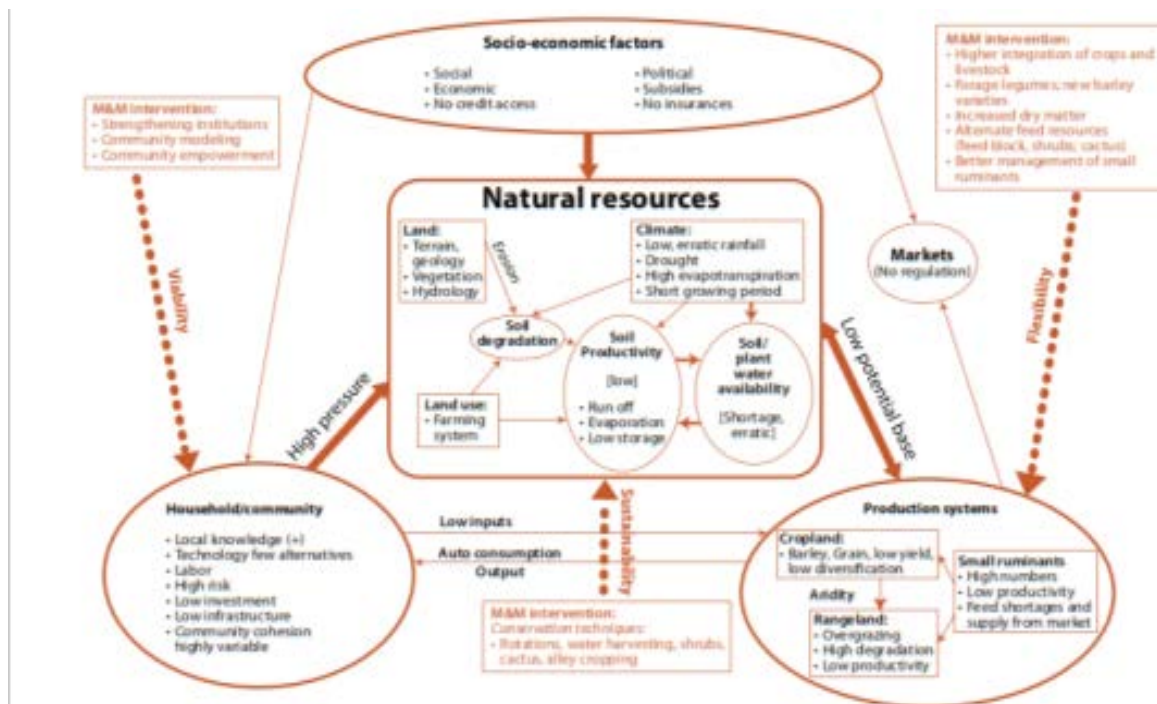 Socio-economic factors
• Social
• Economic
• No credit access
• Political
• Subsidies
• No insurances
M&M intervention:
• Strengthening institutions
• Community modeling
• Community empowerment
M&M intervention:
• Higher integration of crops and
livestock
• Forage legumes; new barley
varieties
• Increased dry matter
• Alternate feed resources
(feed block, shrubs, cactus)
• Better management of small
ruminants
Natural resources
Land:
• Terrain,
geology
• Vegetation
• Hydrology
Erosion
Climate:
• Low, erratic rainfall
• Drought
• High evapotranspiration
• Short growing period
Markets
(No regulation)
Viability
Flexibility
Soil
degradation
Soil
Productivity
[low]
• Run off
• Evaporation
• Low storage
Soil/
plant
water
availability
[Shortage,
erratic]
Land use:
• Farming
system
High pressure
Low potential base
Sustainability
Household/community
• Local knowledge (+)
• Technology few alternatives
• Labor
• High risk
• Low investment
• Low infrastructure
• Community cohesion
highly variable
Low inputs
Auto consumption
Output
M&M intervention:
Conservation techniques:
• Rotations, water harvesting, shrubs,
cactus, alley cropping
Production systems
Cropland:
• Barley, Grain, low yield,
low diversification
Aridity
Rangeland:
• Overgrazing
• High degradation
• Low productivity
Small ruminants
• High numbers
• Low productivity
• Feed shortages and
supply from market